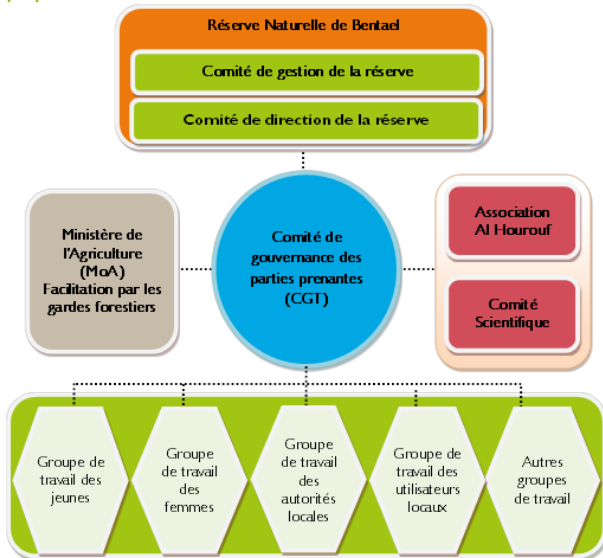 Réserve Naturelle de Bentael
Comité de gestion de la réserve
Comité de direction de la réserve
Ministère de
l'Agriculture
(MoA)
Facilitation par les
gardes forestiers
Comité de
gouvernance des
parties prenantes
(CGT)
Association
Al Hourouf
Comité
Scientifique
Groupe de
travail des
jeunes
Groupe
de travail
des
femmes
Groupe
de travail
des
autorités
locales
Groupe de
travail des
utilisateurs
locaux
Autres
groupes
de travail